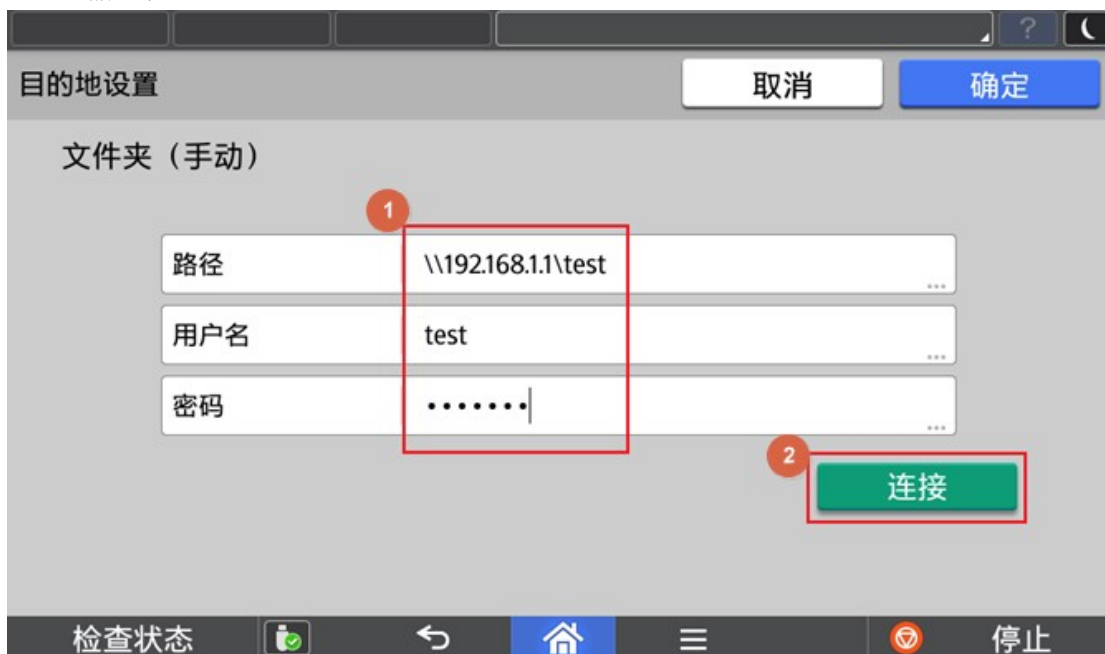 ?
目的地设置 取消 确定
文件夹（手动）
1
路径 \\192.168.1.1\test ...
用户名 test ...
密码 ••••••• ...
2
连接
检查状态 停止